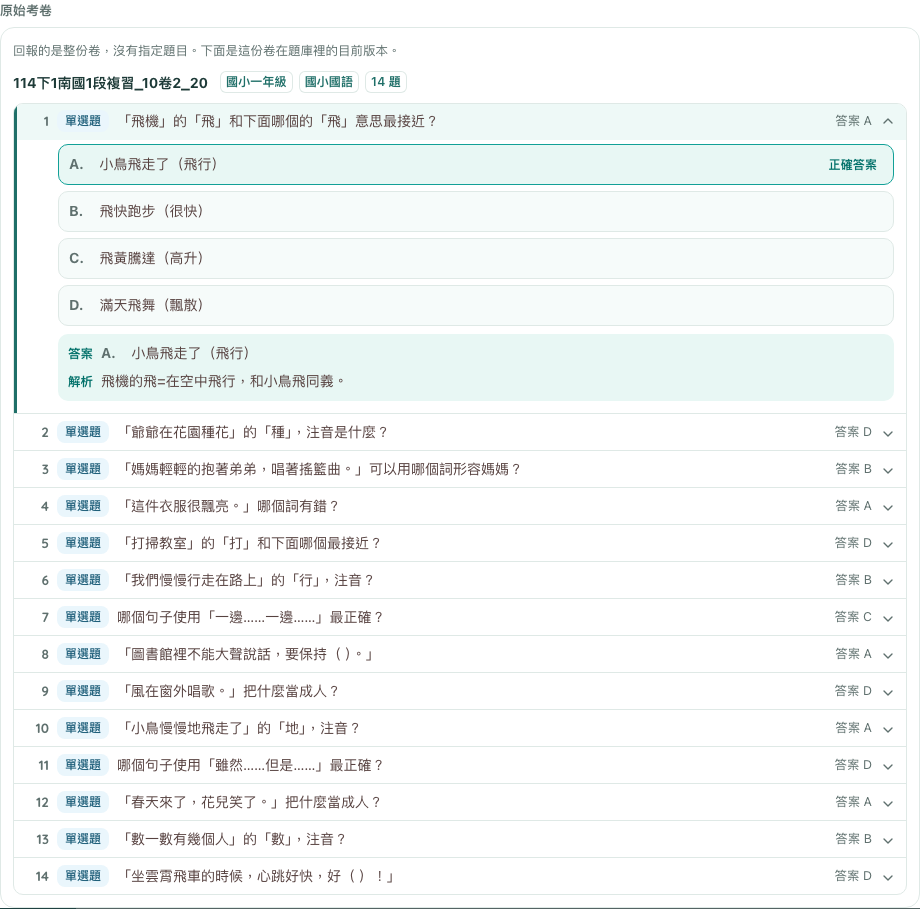 原始考卷
回報的是整份卷，沒有指定題目。下面是這份卷在題庫裡的目前版本。
114下1南國1段複習_10卷2_20 國小一年級 國小國語 14 題
1 單選題 「飛機」的「飛」和下面哪個的「飛」意思最接近？ 答案 A
A. 小鳥飛走了（飛行） 正確答案
B. 飛快跑步（很快）
C. 飛黃騰達（高升）
D. 滿天飛舞（飄散）
答案 A. 小鳥飛走了（飛行）
解析 飛機的飛=在空中飛行，和小鳥飛同義。
2 單選題 「爺爺在花園種花」的「種」，注音是什麼？ 答案 D
3 單選題 「媽媽輕輕的抱著弟弟，唱著搖籃曲。」可以用哪個詞形容媽媽？ 答案 B
4 單選題 「這件衣服很飄亮。」哪個詞有錯？ 答案 A
5 單選題 「打掃教室」的「打」和下面哪個最接近？ 答案 D
6 單選題 「我們慢慢行走在路上」的「行」，注音？ 答案 B
7 單選題 哪個句子使用「一邊……一邊……」最正確？ 答案 C
8 單選題 「圖書館裡不能大聲說話，要保持（ ）。」 答案 A
9 單選題 「風在窗外唱歌。」把什麼當成人？ 答案 D
10 單選題 「小鳥慢慢地飛走了」的「地」，注音？ 答案 A
11 單選題 哪個句子使用「雖然……但是……」最正確？ 答案 D
12 單選題 「春天來了，花兒笑了。」把什麼當成人？ 答案 A
13 單選題 「數一數有幾個人」的「數」，注音？ 答案 B
14 單選題 「坐雲霄飛車的時候，心跳好快，好（ ）！」 答案 D